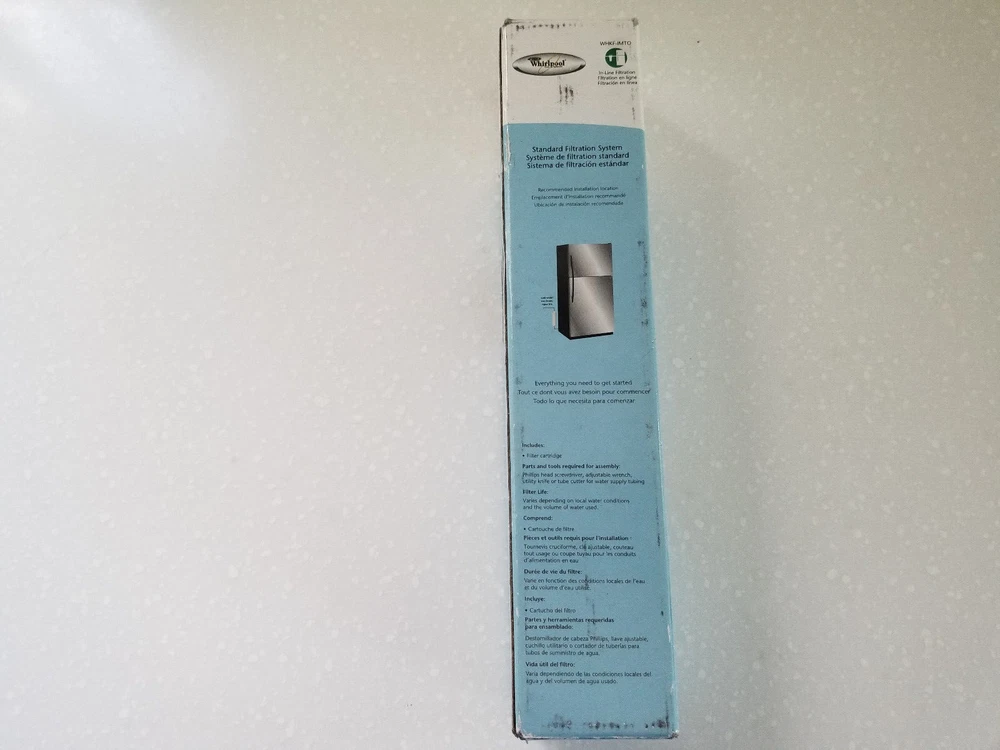 Whirlpool
WHKF-IMTO
In-Line Filtration
Filtration en ligne
Filtración en línea
Standard Filtration System
Système de filtration standard
Sistema de filtración estándar
Recommended installation location
Emplacement d'installation recommandé
Ubicación de instalación recomendada
Everything you need to get started
Tout ce dont vous avez besoin pour commencer
Todo lo que necesita para comenzar
Includes:
• Filter cartridge
Parts and tools required for assembly:
Phillips head screwdriver, adjustable wrench,
utility knife or tube cutter for water supply tubing
Filter Life:
Varies depending on local water conditions
and the volume of water used.
Comprend:
• Cartouche de filtre
Pièces et outils requis pour l'installation :
Tournevis cruciforme, clé ajustable, couteau
tout usage ou coupe tuyau pour les conduits
d'alimentation en eau
Durée de vie du filtre:
Varie en fonction des conditions locales de l'eau
et du volume d'eau utilisé.
Incluye:
• Cartucho del filtro
Partes y herramientas requeridas
para ensamblado:
Destornillador de cabeza Phillips, llave ajustable,
cuchillo utilitario o cortador de tuberías para
tubos de suministro de agua.
Vida útil del filtro:
Varía dependiendo de las condiciones locales del
agua y del volumen de agua usado.